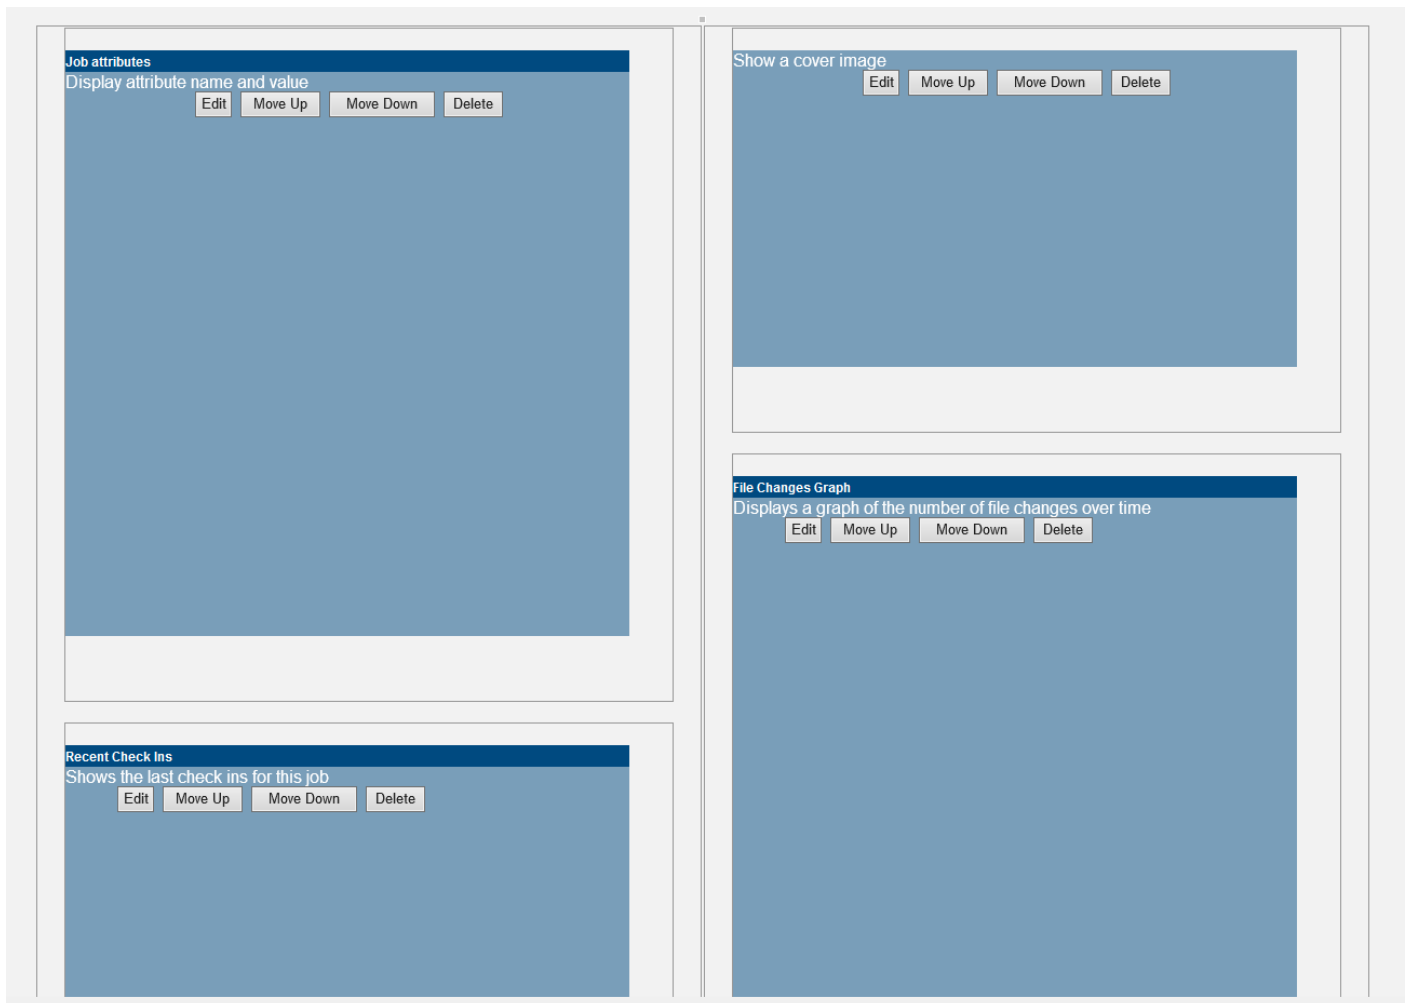 Job attributes
Display attribute name and value
Edit Move Up Move Down Delete
Recent Check Ins
Shows the last check ins for this job
Edit Move Up Move Down Delete
Show a cover image
Edit Move Up Move Down Delete
File Changes Graph
Displays a graph of the number of file changes over time
Edit Move Up Move Down Delete